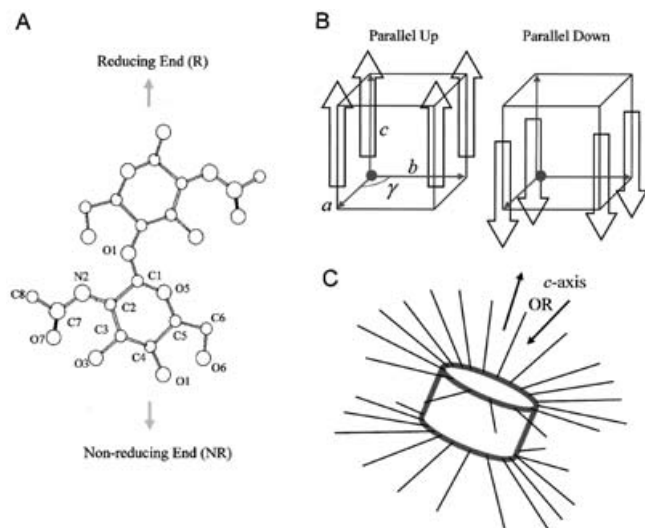 A
Reducing End (R)
O1
N2
C1
O5
C8
C2
C6
C7
C3
C5
O7
O3
C4
O6
O1
Non-reducing End (NR)
B
Parallel Up
Parallel Down
c
b
γ
a
C
c-axis
OR